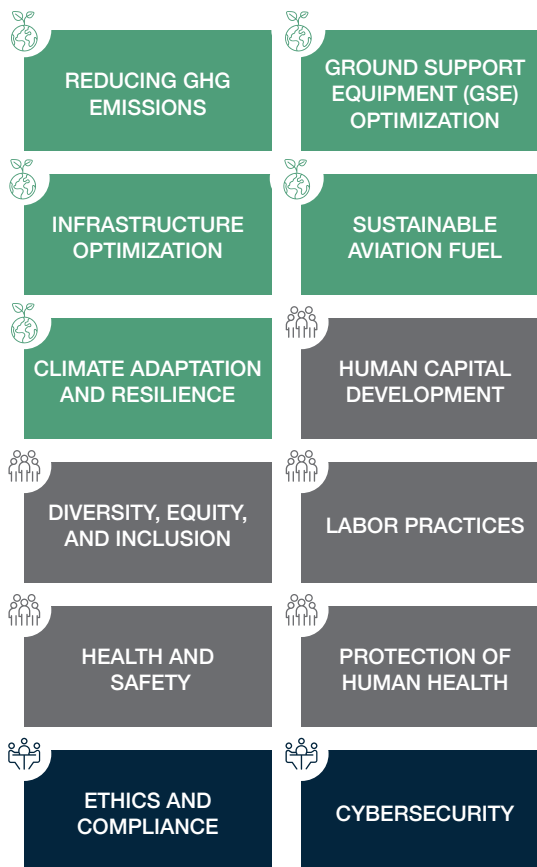 REDUCING GHG
EMISSIONS
GROUND SUPPORT
EQUIPMENT (GSE)
OPTIMIZATION
INFRASTRUCTURE
OPTIMIZATION
SUSTAINABLE
AVIATION FUEL
CLIMATE ADAPTATION
AND RESILIENCE
HUMAN CAPITAL
DEVELOPMENT
DIVERSITY, EQUITY,
AND INCLUSION
LABOR PRACTICES
HEALTH AND
SAFETY
PROTECTION OF
HUMAN HEALTH
ETHICS AND
COMPLIANCE
CYBERSECURITY